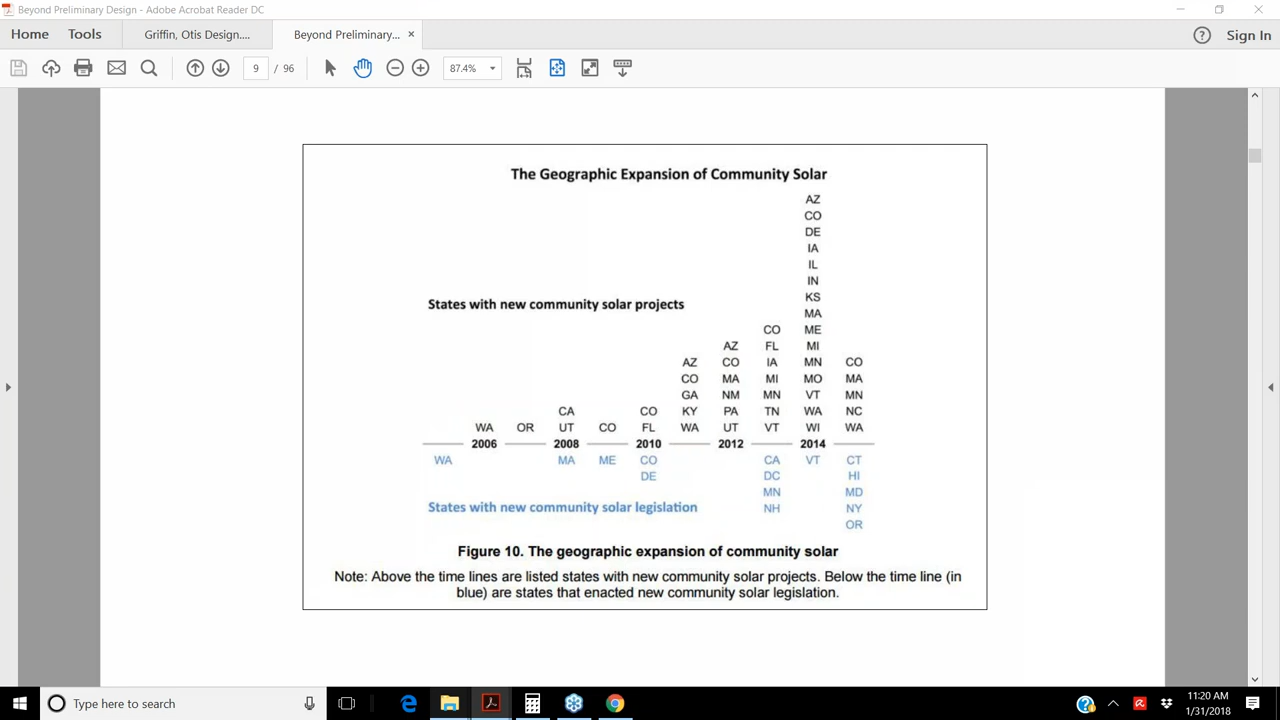 Beyond Preliminary Design - Adobe Acrobat Reader DC
Home Tools Griffin, Otis Design.... Beyond Preliminary... × Sign In
9 / 96 87.4%
The Geographic Expansion of Community Solar
AZ
CO
DE
IA
IL
IN
States with new community solar projects KS
MA
CO ME
AZ FL MI
AZ CO IA MN CO
CO MA MI MO MA
GA NM MN VT MN
CA CO KY PA TN WA NC
WA OR UT CO FL WA UT VT WI WA
2006 2008 2010 2012 2014
WA MA ME CO CA VT CT
DE DC HI
MN MD
States with new community solar legislation NH NY
OR
Figure 10. The geographic expansion of community solar
Note: Above the time lines are listed states with new community solar projects. Below the time line (in
blue) are states that enacted new community solar legislation.
Type here to search
11:20 AM
1/31/2018